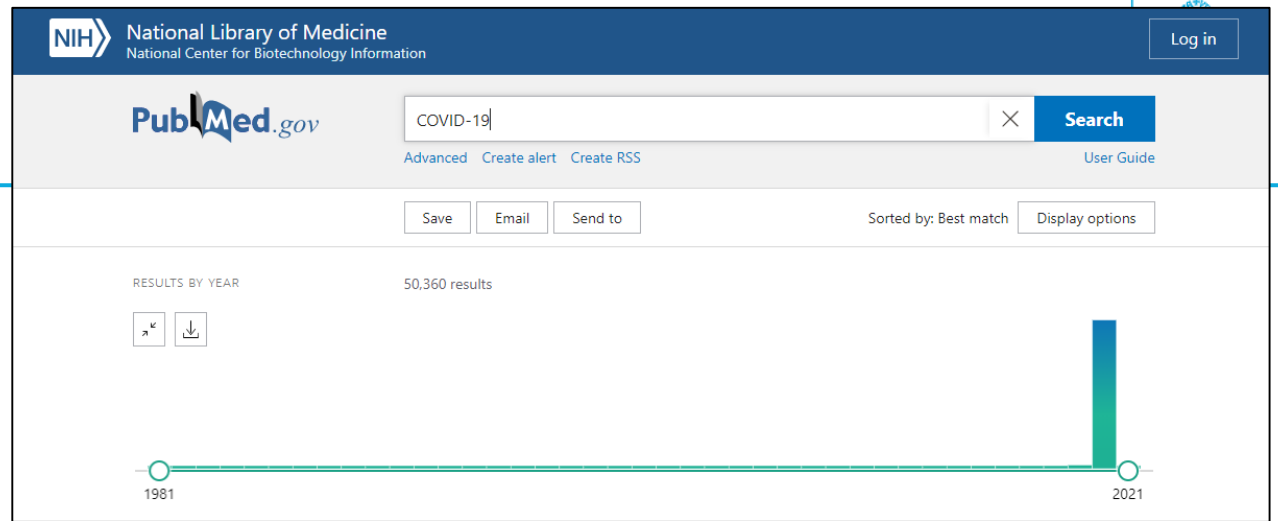 NIH National Library of Medicine
National Center for Biotechnology Information
Log in
PubMed.gov
COVID-19
Search
Advanced Create alert Create RSS
User Guide
Save Email Send to
Sorted by: Best match Display options
RESULTS BY YEAR
50,360 results
1981
2021